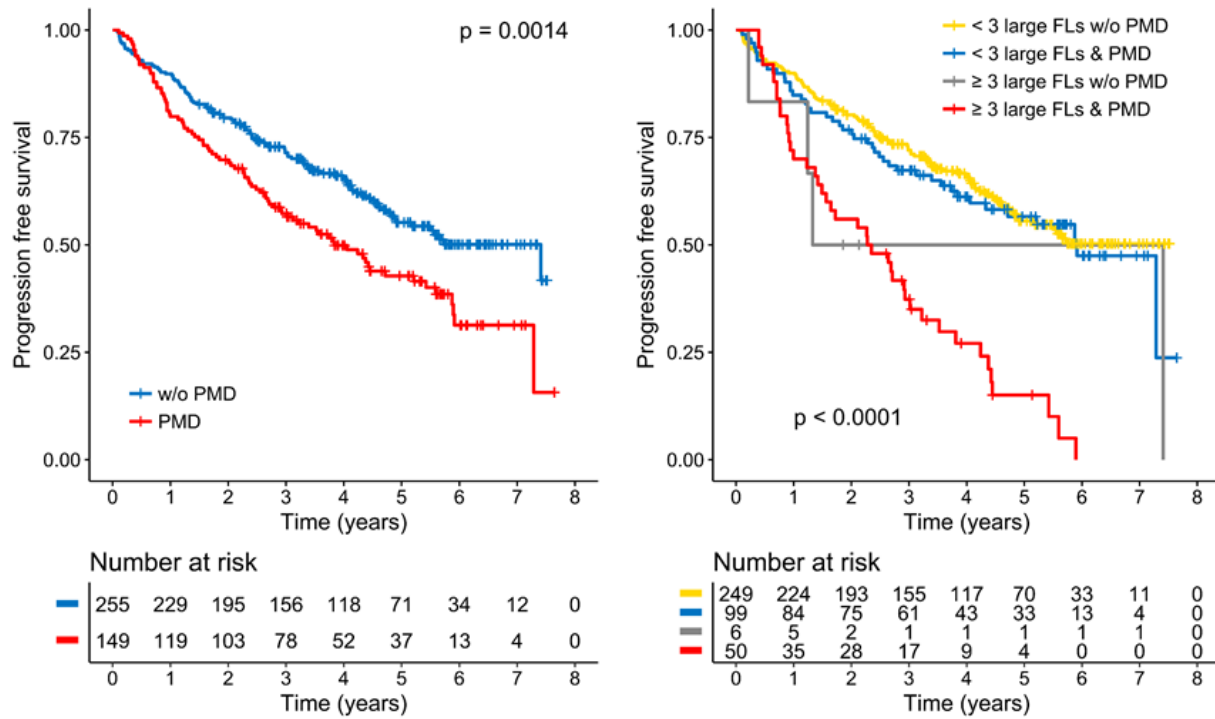 p = 0.0014
Progression free survival
1.00
0.75
0.50
0.25
0.00
w/o PMD
PMD
0 1 2 3 4 5 6 7 8
Time (years)
Number at risk
255 229 195 156 118 71 34 12 0
149 119 103 78 52 37 13 4 0
0 1 2 3 4 5 6 7 8
Time (years)
< 3 large FLs w/o PMD
< 3 large FLs & PMD
≥ 3 large FLs w/o PMD
≥ 3 large FLs & PMD
Progression free survival
1.00
0.75
0.50
0.25
0.00
p < 0.0001
0 1 2 3 4 5 6 7 8
Time (years)
Number at risk
249 224 193 155 117 70 33 11 0
99 84 75 61 43 33 13 4 0
6 5 2 1 1 1 1 1 0
50 35 28 17 9 4 0 0 0
0 1 2 3 4 5 6 7 8
Time (years)